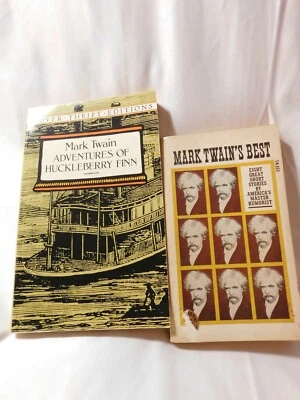 VER · THRIFT · EDITIONS
Mark Twain
ADVENTURES OF
HUCKLEBERRY FINN
MARK TWAIN'S BEST
EIGHT
GREAT
SHORT
STORIES
BY
AMERICA'S
MASTER
HUMORIST